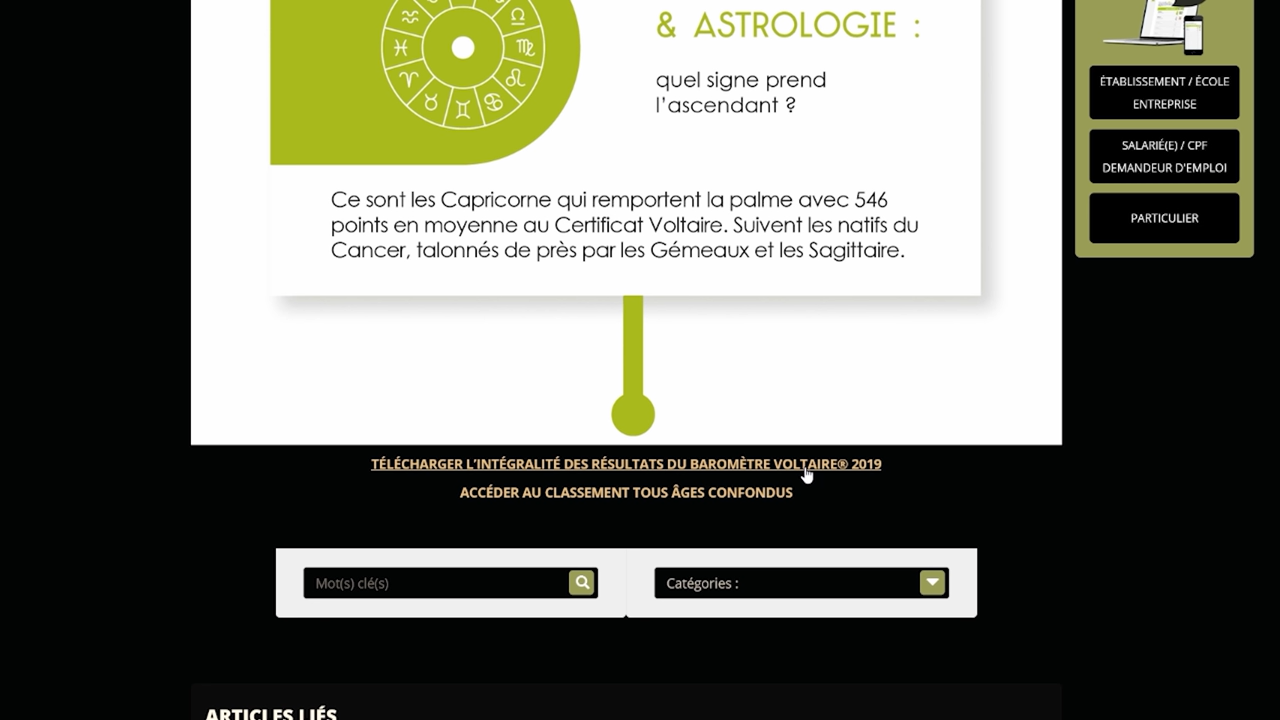 & ASTROLOGIE :
quel signe prend
l'ascendant ?
Ce sont les Capricorne qui remportent la palme avec 546
points en moyenne au Certificat Voltaire. Suivent les natifs du
Cancer, talonnés de près par les Gémeaux et les Sagittaire.
TÉLÉCHARGER L'INTÉGRALITÉ DES RÉSULTATS DU BAROMÈTRE VOLTAIRE® 2019
ACCÉDER AU CLASSEMENT TOUS ÂGES CONFONDUS
Mot(s) clé(s)
Catégories :
ARTICLES LIÉS
ÉTABLISSEMENT / ÉCOLE
ENTREPRISE
SALARIÉ(E) / CPF
DEMANDEUR D'EMPLOI
PARTICULIER